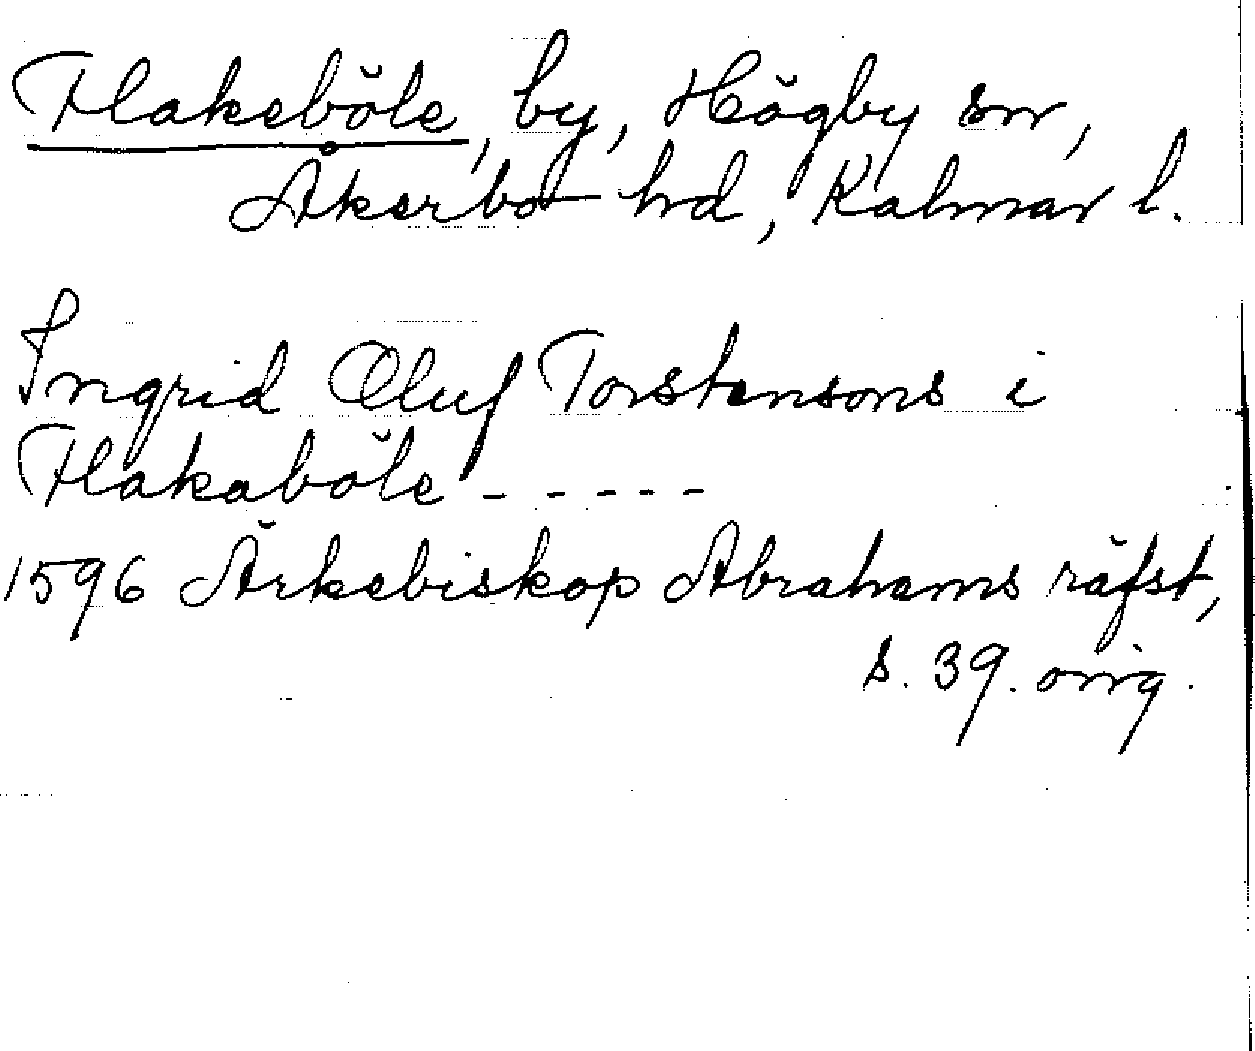 Flakeböle, by, Högby sn,
Åkerbo hd, Kalmar l.
Ingrid Oluf Torstensons i
Flakaböle - - - - -
1596 Ärkebiskop Abrahams räfst,
s. 39. orig.